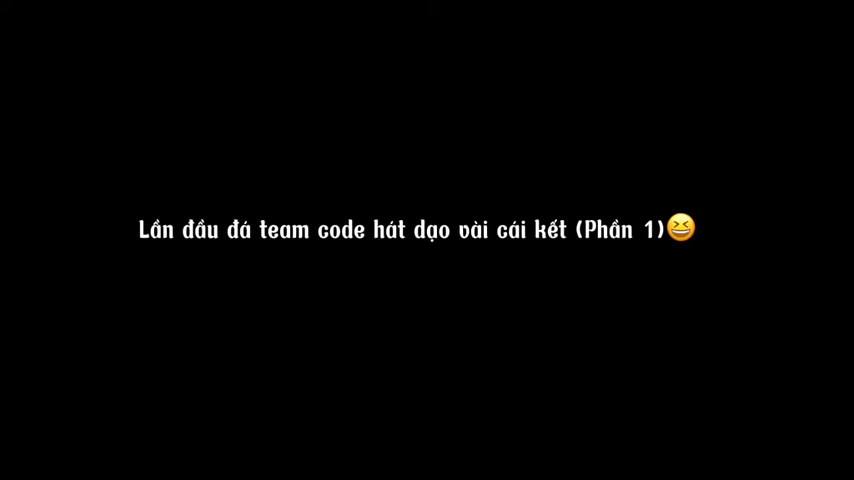 Lần đầu đá team code hát dạo vài cái kết (Phần 1)😆